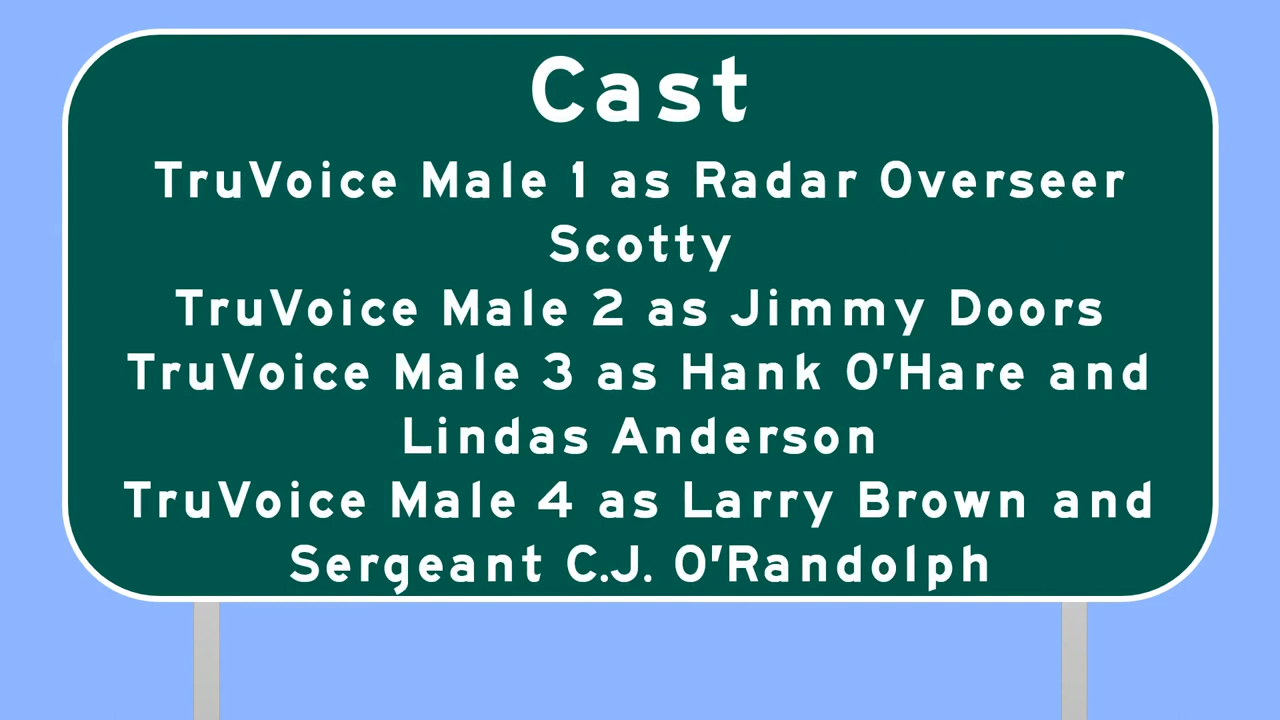 Cast
TruVoice Male 1 as Radar Overseer
Scotty
TruVoice Male 2 as Jimmy Doors
TruVoice Male 3 as Hank O'Hare and
Lindas Anderson
TruVoice Male 4 as Larry Brown and
Sergeant C.J. O'Randolph